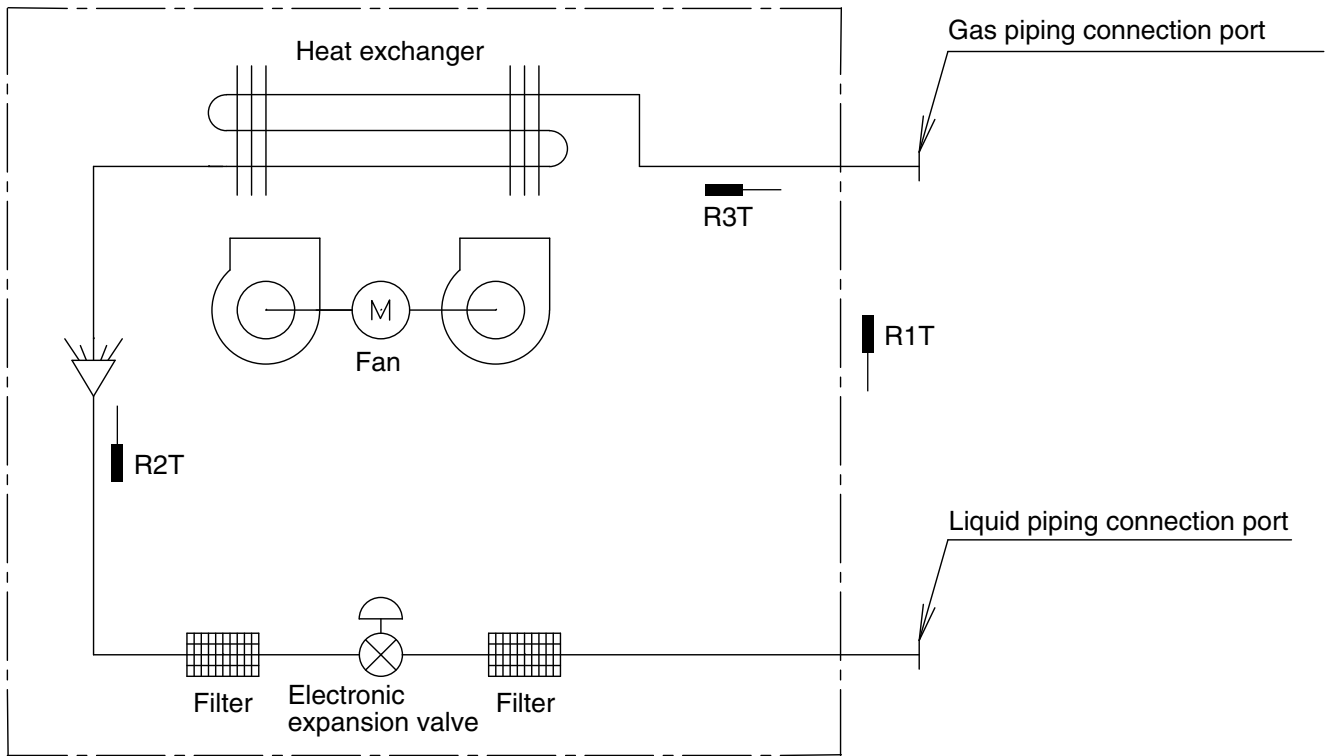 Gas piping connection port
Heat exchanger
R3T
M
Fan
R1T
R2T
Liquid piping connection port
Filter
Electronic
expansion valve
Filter